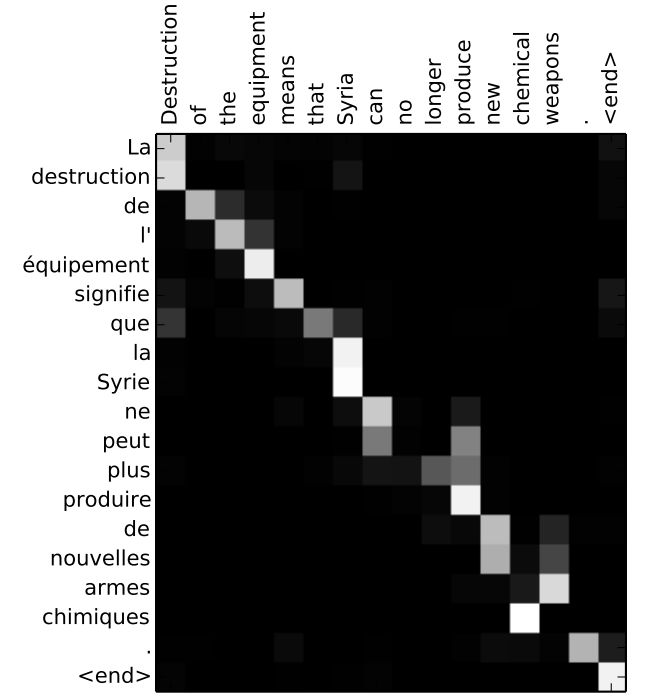 Destruction
of
the
equipment
means
that
Syria
can
no
longer
produce
new
chemical
weapons
.
<end>
La
destruction
de
l'
équipement
signifie
que
la
Syrie
ne
peut
plus
produire
de
nouvelles
armes
chimiques
.
<end>